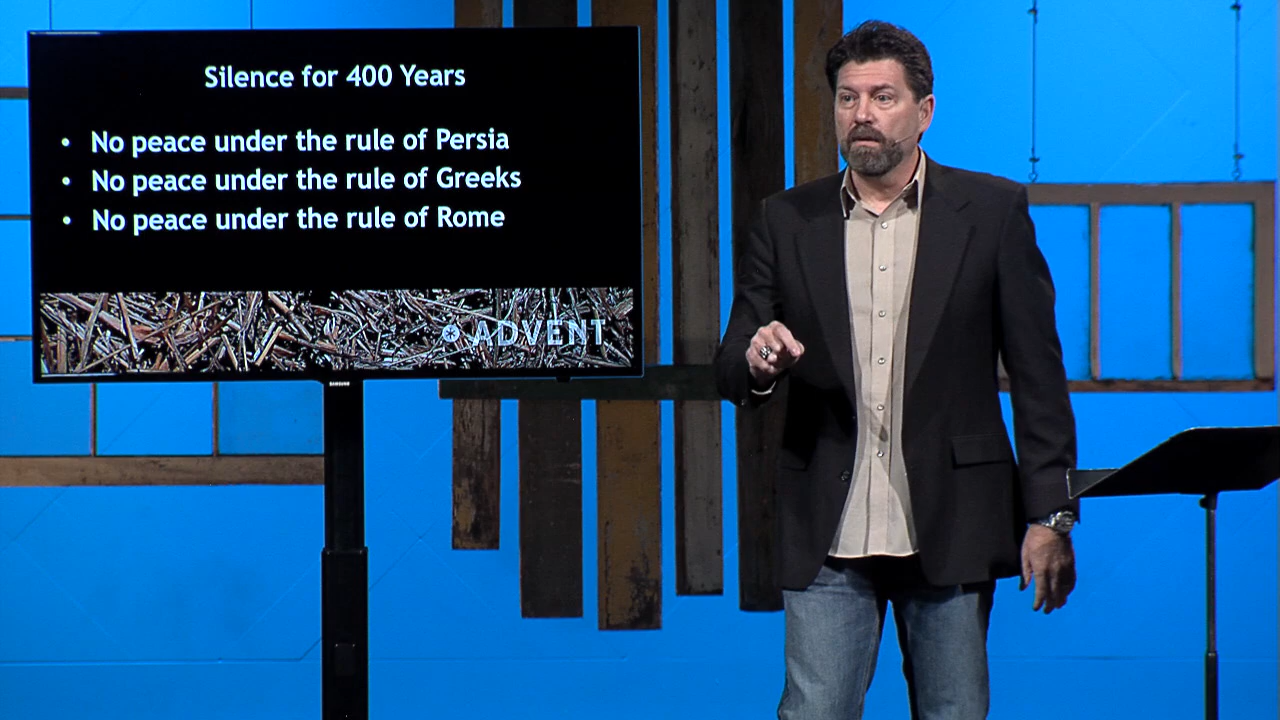 Silence for 400 Years
• No peace under the rule of Persia
• No peace under the rule of Greeks
• No peace under the rule of Rome
ADVENT
SAMSUNG